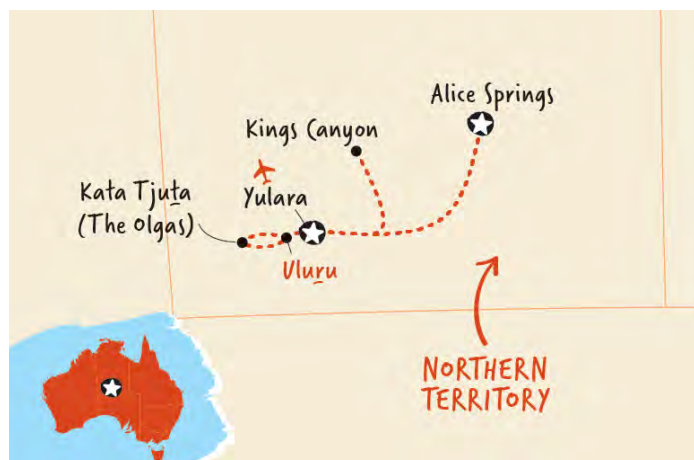 Alice Springs
Kings Canyon
Kata Tjuṯa
(The Olgas)
Yulara
Uluṟu
NORTHERN
TERRITORY